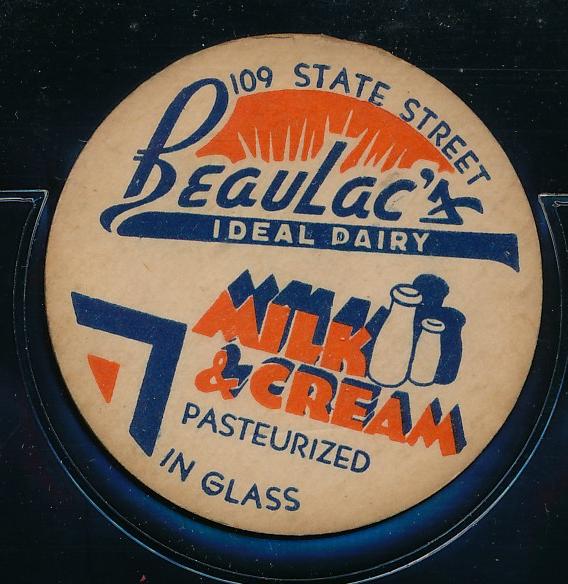 109 STATE STREET
BeauLac's
IDEAL DAIRY
MILK
& CREAM
PASTEURIZED
IN GLASS